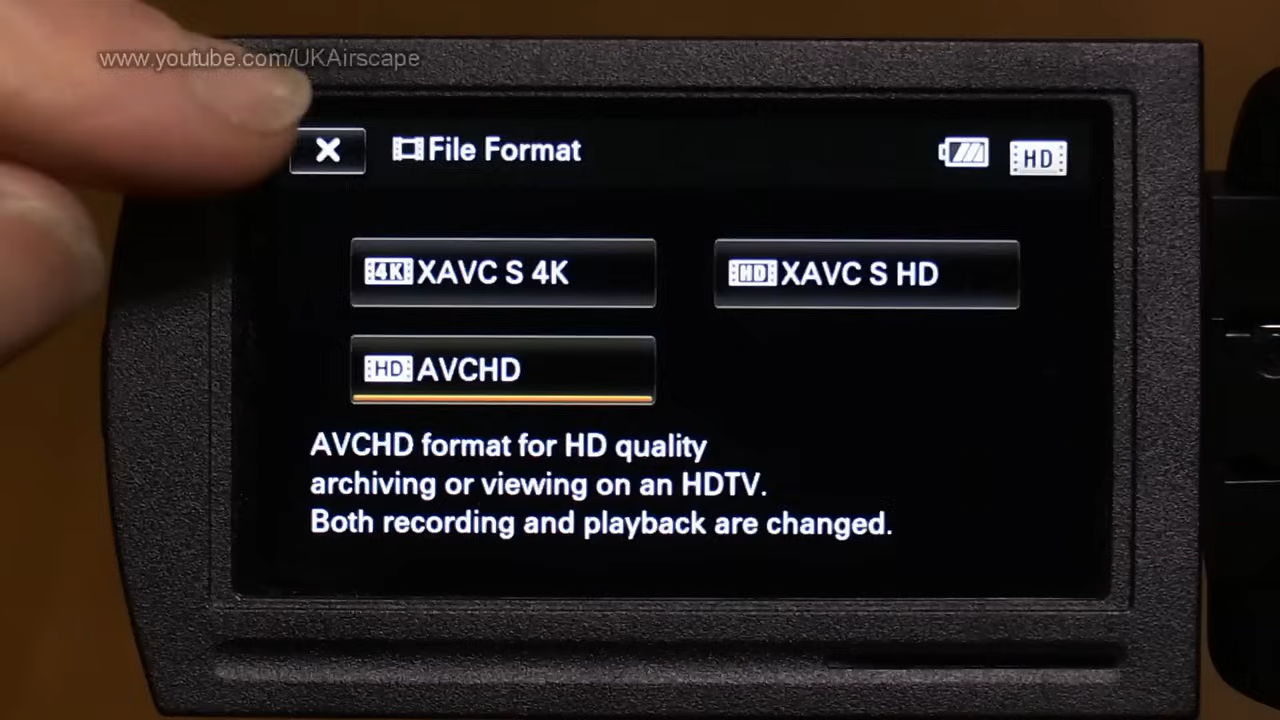 www.youtube.com/UKAirscape
File Format
HD
4K XAVC S 4K
HD XAVC S HD
HD AVCHD
AVCHD format for HD quality
archiving or viewing on an HDTV.
Both recording and playback are changed.